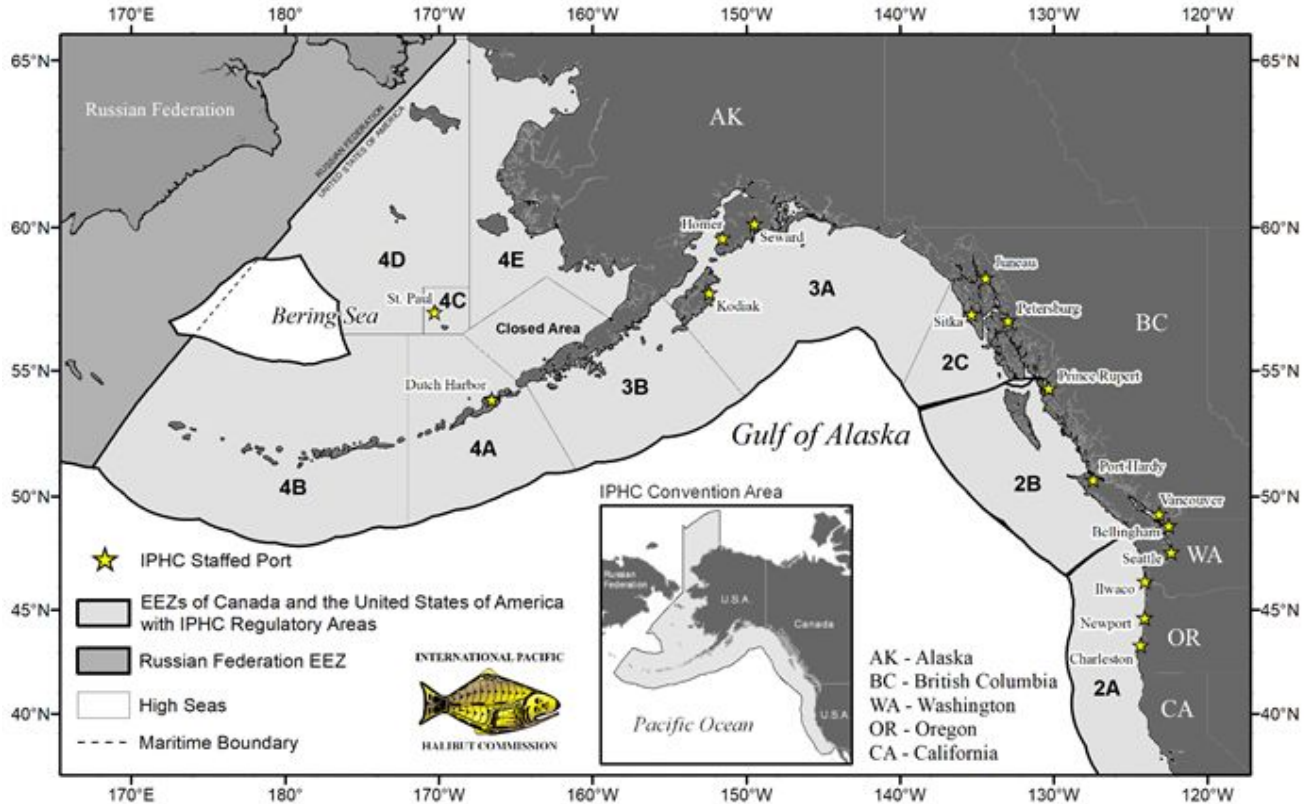 170°E 180° 170°W 160°W 150°W 140°W 130°W 120°W
65°N 65°N
Russian Federation
AK
RUSSIAN FEDERATION
UNITED STATES OF AMERICA
60°N 60°N
Homer
Seward
4D
4E
Juneau
St. Paul
4C
3A
Kodiak
Petersburg
Bering Sea
Sitka
BC
Closed Area
55°N 55°N
2C
Dutch Harbor
3B
Prince Rupert
Gulf of Alaska
4A
Port Hardy
4B
2B
50°N 50°N
IPHC Convention Area
Vancouver
Bellingham
WA
Seattle
IPHC Staffed Port
Russian
Federation
U.S.A.
Canada
Ilwaco
EEZs of Canada and the United States of America
with IPHC Regulatory Areas
45°N 45°N
Newport
OR
Russian Federation EEZ
INTERNATIONAL PACIFIC
HALIBUT COMMISSION
Charleston
2A
High Seas
U.S.A
Pacific Ocean
CA
40°N 40°N
Maritime Boundary
AK - Alaska
BC - British Columbia
WA - Washington
OR - Oregon
CA - California
170°E 180° 170°W 160°W 150°W 140°W 130°W 120°W